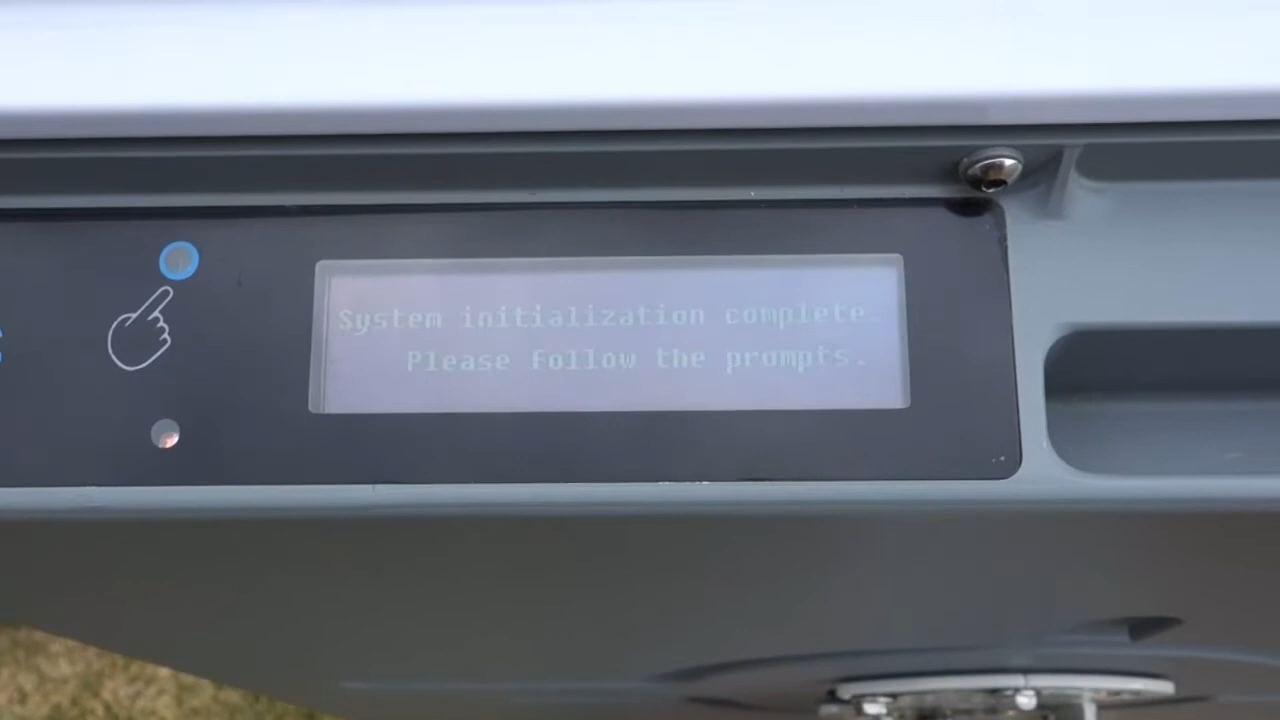 System initialization complete.
Please follow the prompts.